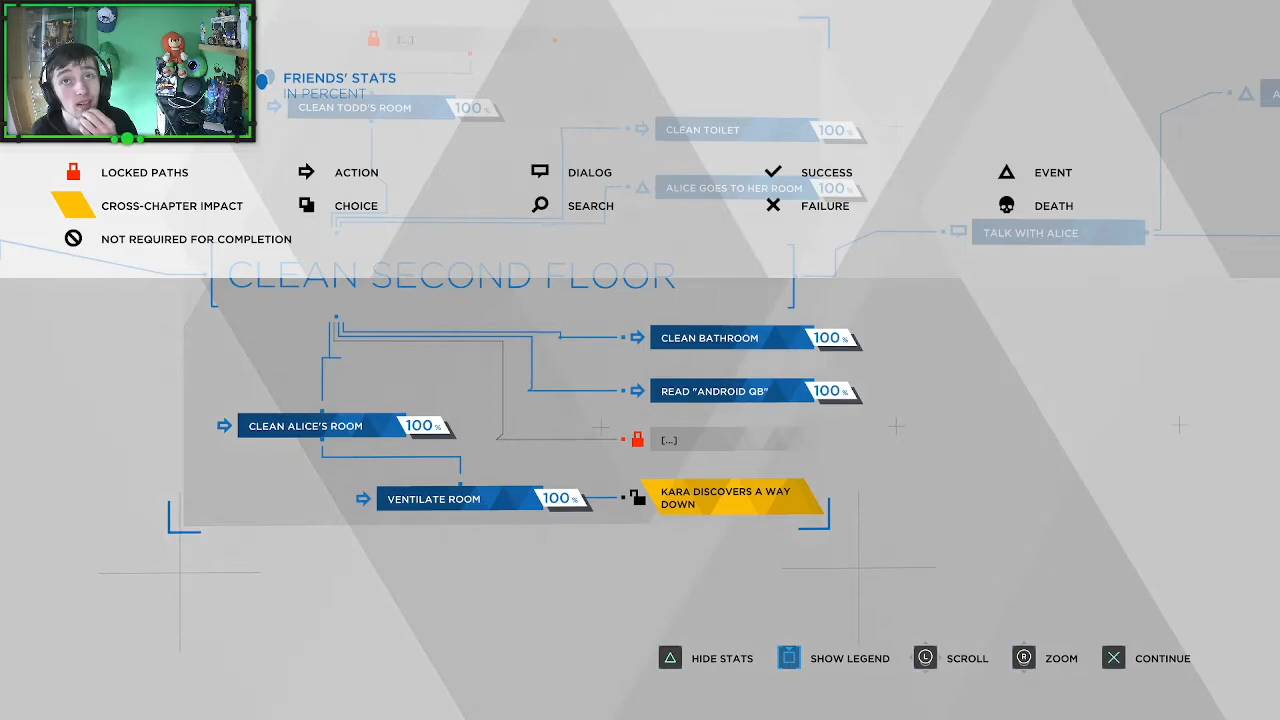 [...]
FRIENDS' STATS
IN PERCENT
CLEAN TODD'S ROOM 100 %
CLEAN TOILET 100 %
LOCKED PATHS
ACTION
DIALOG
SUCCESS
EVENT
ALICE GOES TO HER ROOM 100 %
CROSS-CHAPTER IMPACT
CHOICE
SEARCH
FAILURE
DEATH
NOT REQUIRED FOR COMPLETION
TALK WITH ALICE
CLEAN SECOND FLOOR
CLEAN BATHROOM 100 %
READ "ANDROID QB" 100 %
CLEAN ALICE'S ROOM 100 %
[...]
VENTILATE ROOM 100 %
KARA DISCOVERS A WAY
DOWN
HIDE STATS
SHOW LEGEND
L SCROLL
R ZOOM
CONTINUE